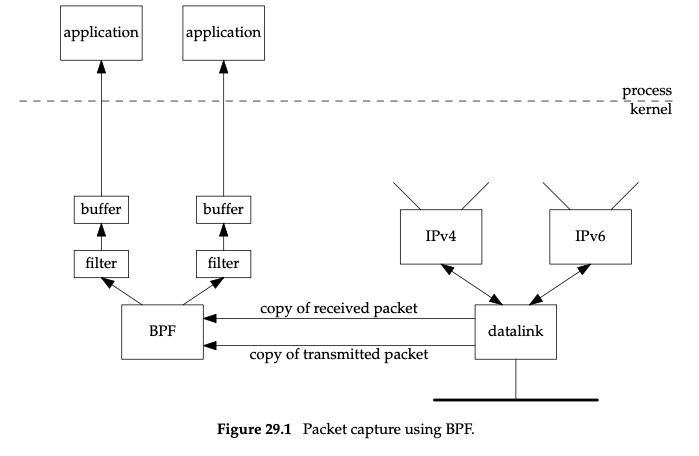 application
application
process
kernel
buffer
buffer
IPv4
IPv6
filter
filter
copy of received packet
BPF
datalink
copy of transmitted packet
Figure 29.1 Packet capture using BPF.